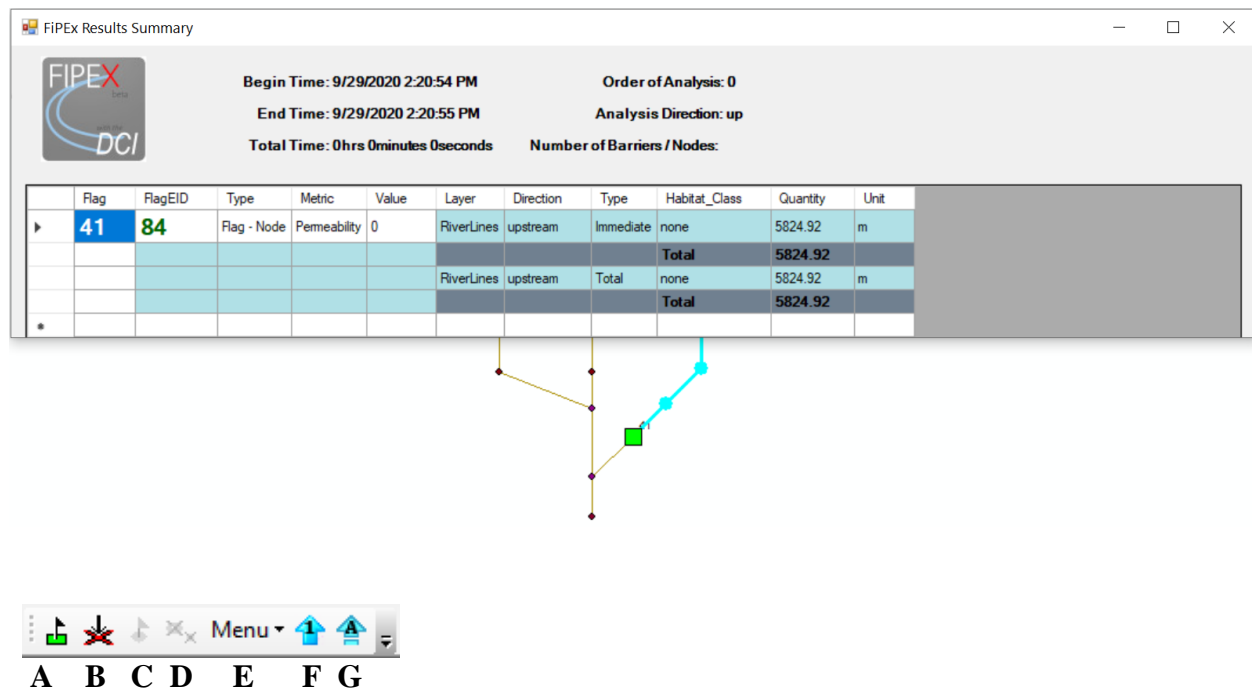 FiPEx Results Summary
FIPEX
beta
with the
DCI
Begin Time: 9/29/2020 2:20:54 PM
Order of Analysis: 0
End Time: 9/29/2020 2:20:55 PM
Analysis Direction: up
Total Time: 0hrs 0minutes 0seconds
Number of Barriers / Nodes:
Flag FlagEID Type Metric Value Layer Direction Type Habitat_Class Quantity Unit
41 84 Flag - Node Permeability 0 RiverLines upstream Immediate none 5824.92 m
Total 5824.92
RiverLines upstream Total none 5824.92 m
Total 5824.92
Menu 1 A
A B C D E F G